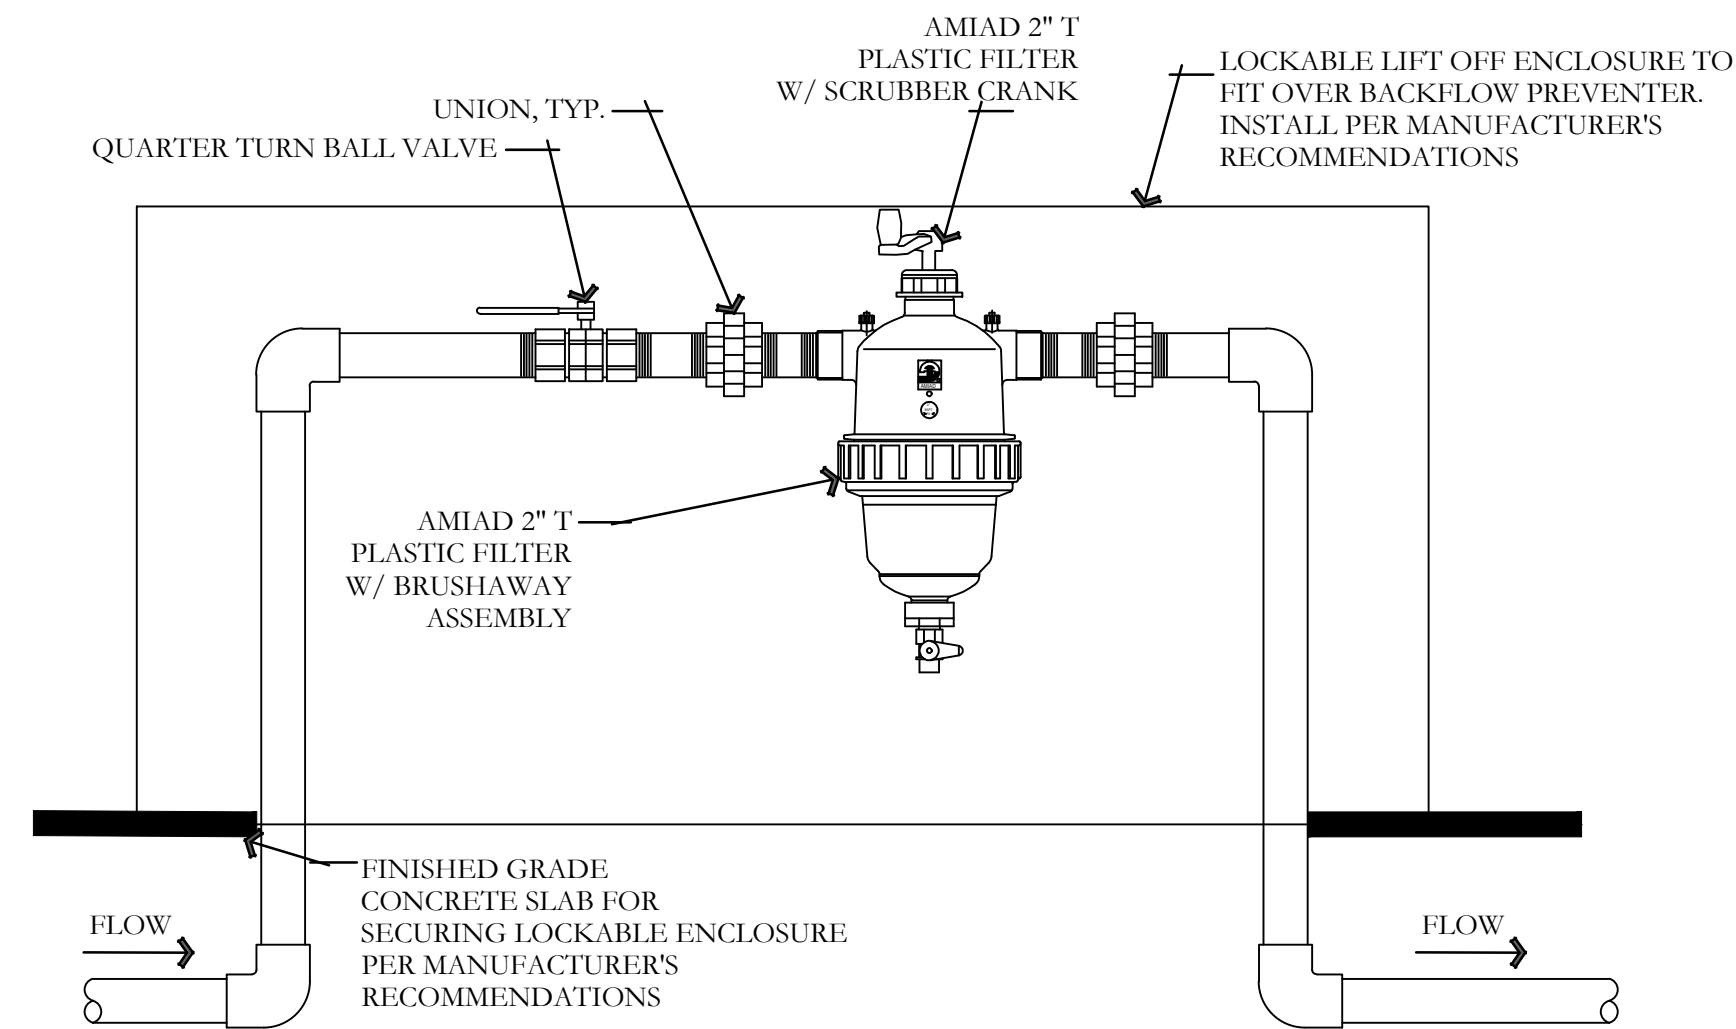 AMIAD 2" T
PLASTIC FILTER
W/ SCRUBBER CRANK
LOCKABLE LIFT OFF ENCLOSURE TO
FIT OVER BACKFLOW PREVENTER.
INSTALL PER MANUFACTURER'S
RECOMMENDATIONS
UNION, TYP.
QUARTER TURN BALL VALVE
AMIAD
AMIAD 2" T
PLASTIC FILTER
W/ BRUSHAWAY
ASSEMBLY
FINISHED GRADE
CONCRETE SLAB FOR
SECURING LOCKABLE ENCLOSURE
PER MANUFACTURER'S
RECOMMENDATIONS
FLOW
FLOW